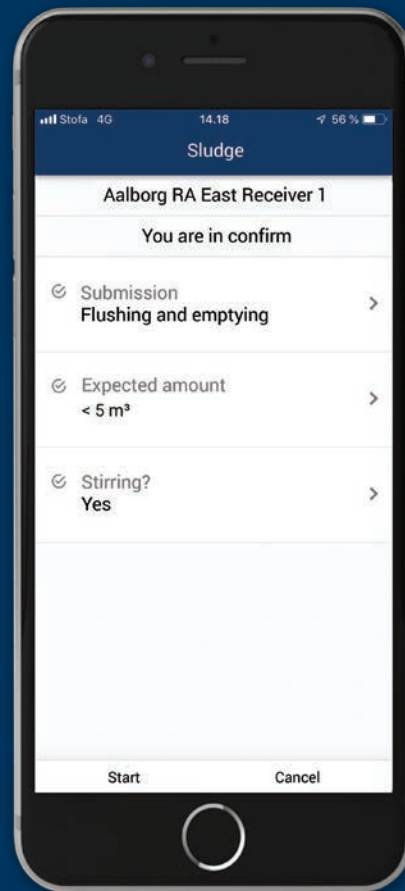 Stofa 4G 14.18 56 %
Sludge
Aalborg RA East Receiver 1
You are in confirm
Submission
Flushing and emptying
Expected amount
< 5 m³
Stirring?
Yes
Start Cancel